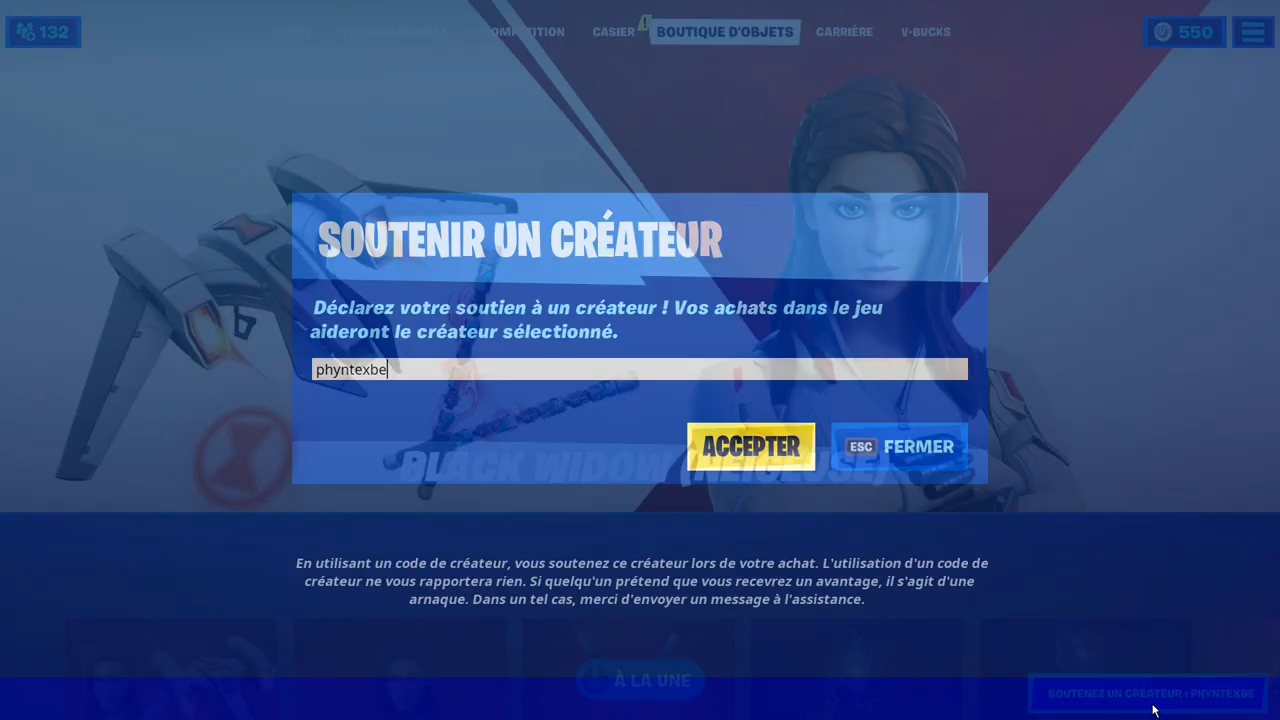 132
COMPÉTITION
CASIER
!
BOUTIQUE D'OBJETS
CARRIÈRE
V-BUCKS
550
SOUTENIR UN CRÉATEUR
Déclarez votre soutien à un créateur ! Vos achats dans le jeu
aideront le créateur sélectionné.
phyntexbe
ACCEPTER
ESC FERMER
BLACK WIDOW (NEIGEUSE)
En utilisant un code de créateur, vous soutenez ce créateur lors de votre achat. L'utilisation d'un code de
créateur ne vous rapportera rien. Si quelqu'un prétend que vous recevrez un avantage, il s'agit d'une
arnaque. Dans un tel cas, merci d'envoyer un message à l'assistance.
À LA UNE
SOUTENEZ UN CRÉATEUR : PHYNTEXBE